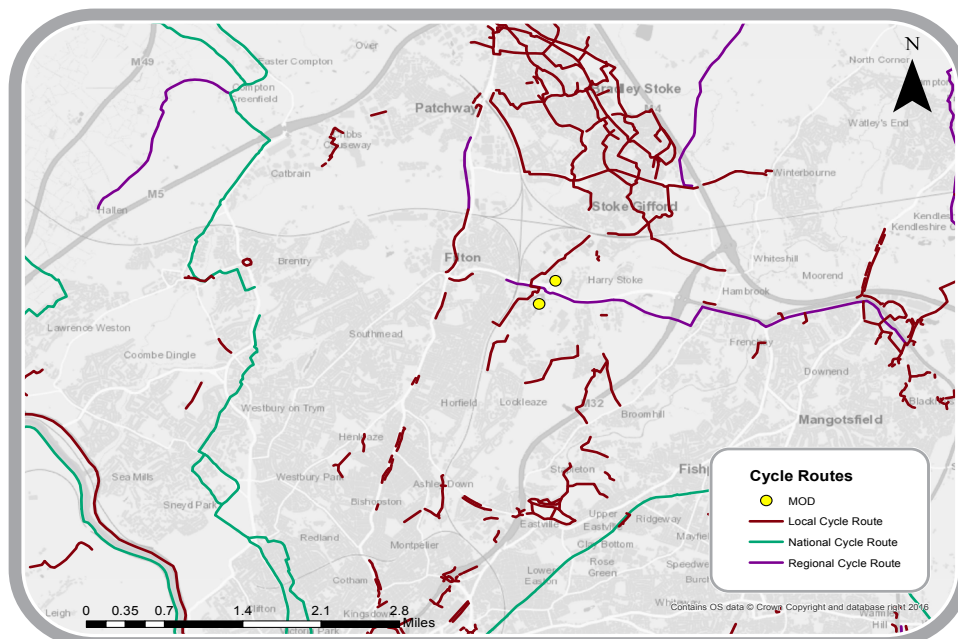 Over
M49
Easter Compton
Compton
Greenfield
Patchway
Bradley Stoke
M4
North Corner
Watley's End
Cribbs
Causeway
Catbrain
M5
Hallen
Winterbourne
Stoke Gifford
Filton
Brentry
Harry Stoke
Whiteshill
Moorend
Hambrook
Lawrence Weston
Southmead
Coombe Dingle
Frenchay
Downend
Westbury on Trym
Horfield
Lockleaze
M32
Broomhill
Mangotsfield
Henleaze
Sea Mills
Westbury Park
Stapleton
Sneyd Park
Bishopston
Ashley Down
Eastville
Upper
Eastville
Ridgeway
Redland
Montpelier
Clay Bottom
Rose
Green
Lower
Easton
Cotham
Leigh
Clifton
N
Cycle Routes
MOD
Local Cycle Route
National Cycle Route
Regional Cycle Route
0 0.35 0.7 1.4 2.1 2.8
Miles
Contains OS data © Crown Copyright and database right 2016